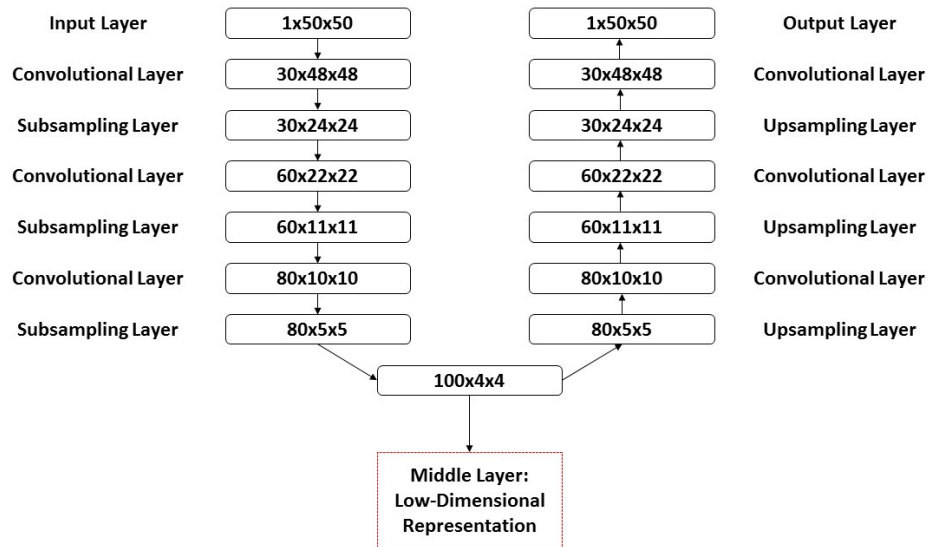 Input Layer 1x50x50 1x50x50 Output Layer
Convolutional Layer 30x48x48 30x48x48 Convolutional Layer
Subsampling Layer 30x24x24 30x24x24 Upsampling Layer
Convolutional Layer 60x22x22 60x22x22 Convolutional Layer
Subsampling Layer 60x11x11 60x11x11 Upsampling Layer
Convolutional Layer 80x10x10 80x10x10 Convolutional Layer
Subsampling Layer 80x5x5 80x5x5 Upsampling Layer
100x4x4
Middle Layer:
Low-Dimensional
Representation